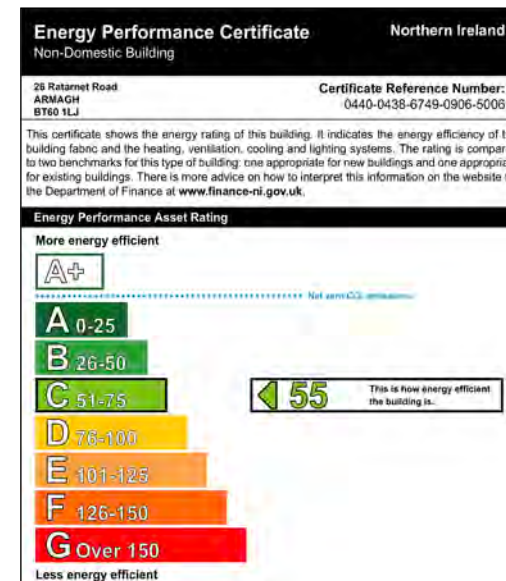 Energy Performance Certificate
Northern Ireland
Non-Domestic Building
26 Ratarnet Road
ARMAGH
BT60 1LJ
Certificate Reference Number:
0440-0438-6749-0906-5006
This certificate shows the energy rating of this building. It indicates the energy efficiency of t
building fabric and the heating, ventilation, cooling and lighting systems. The rating is compar
to two benchmarks for this type of building: one appropriate for new buildings and one appropria
for existing buildings. There is more advice on how to interpret this information on the website
the Department of Finance at www.finance-ni.gov.uk.
Energy Performance Asset Rating
More energy efficient
A+
Net zero CO2 emissions
A 0-25
B 26-50
C 51-75
55
This is how energy efficient
the building is.
D 76-100
E 101-125
F 126-150
G Over 150
Less energy efficient